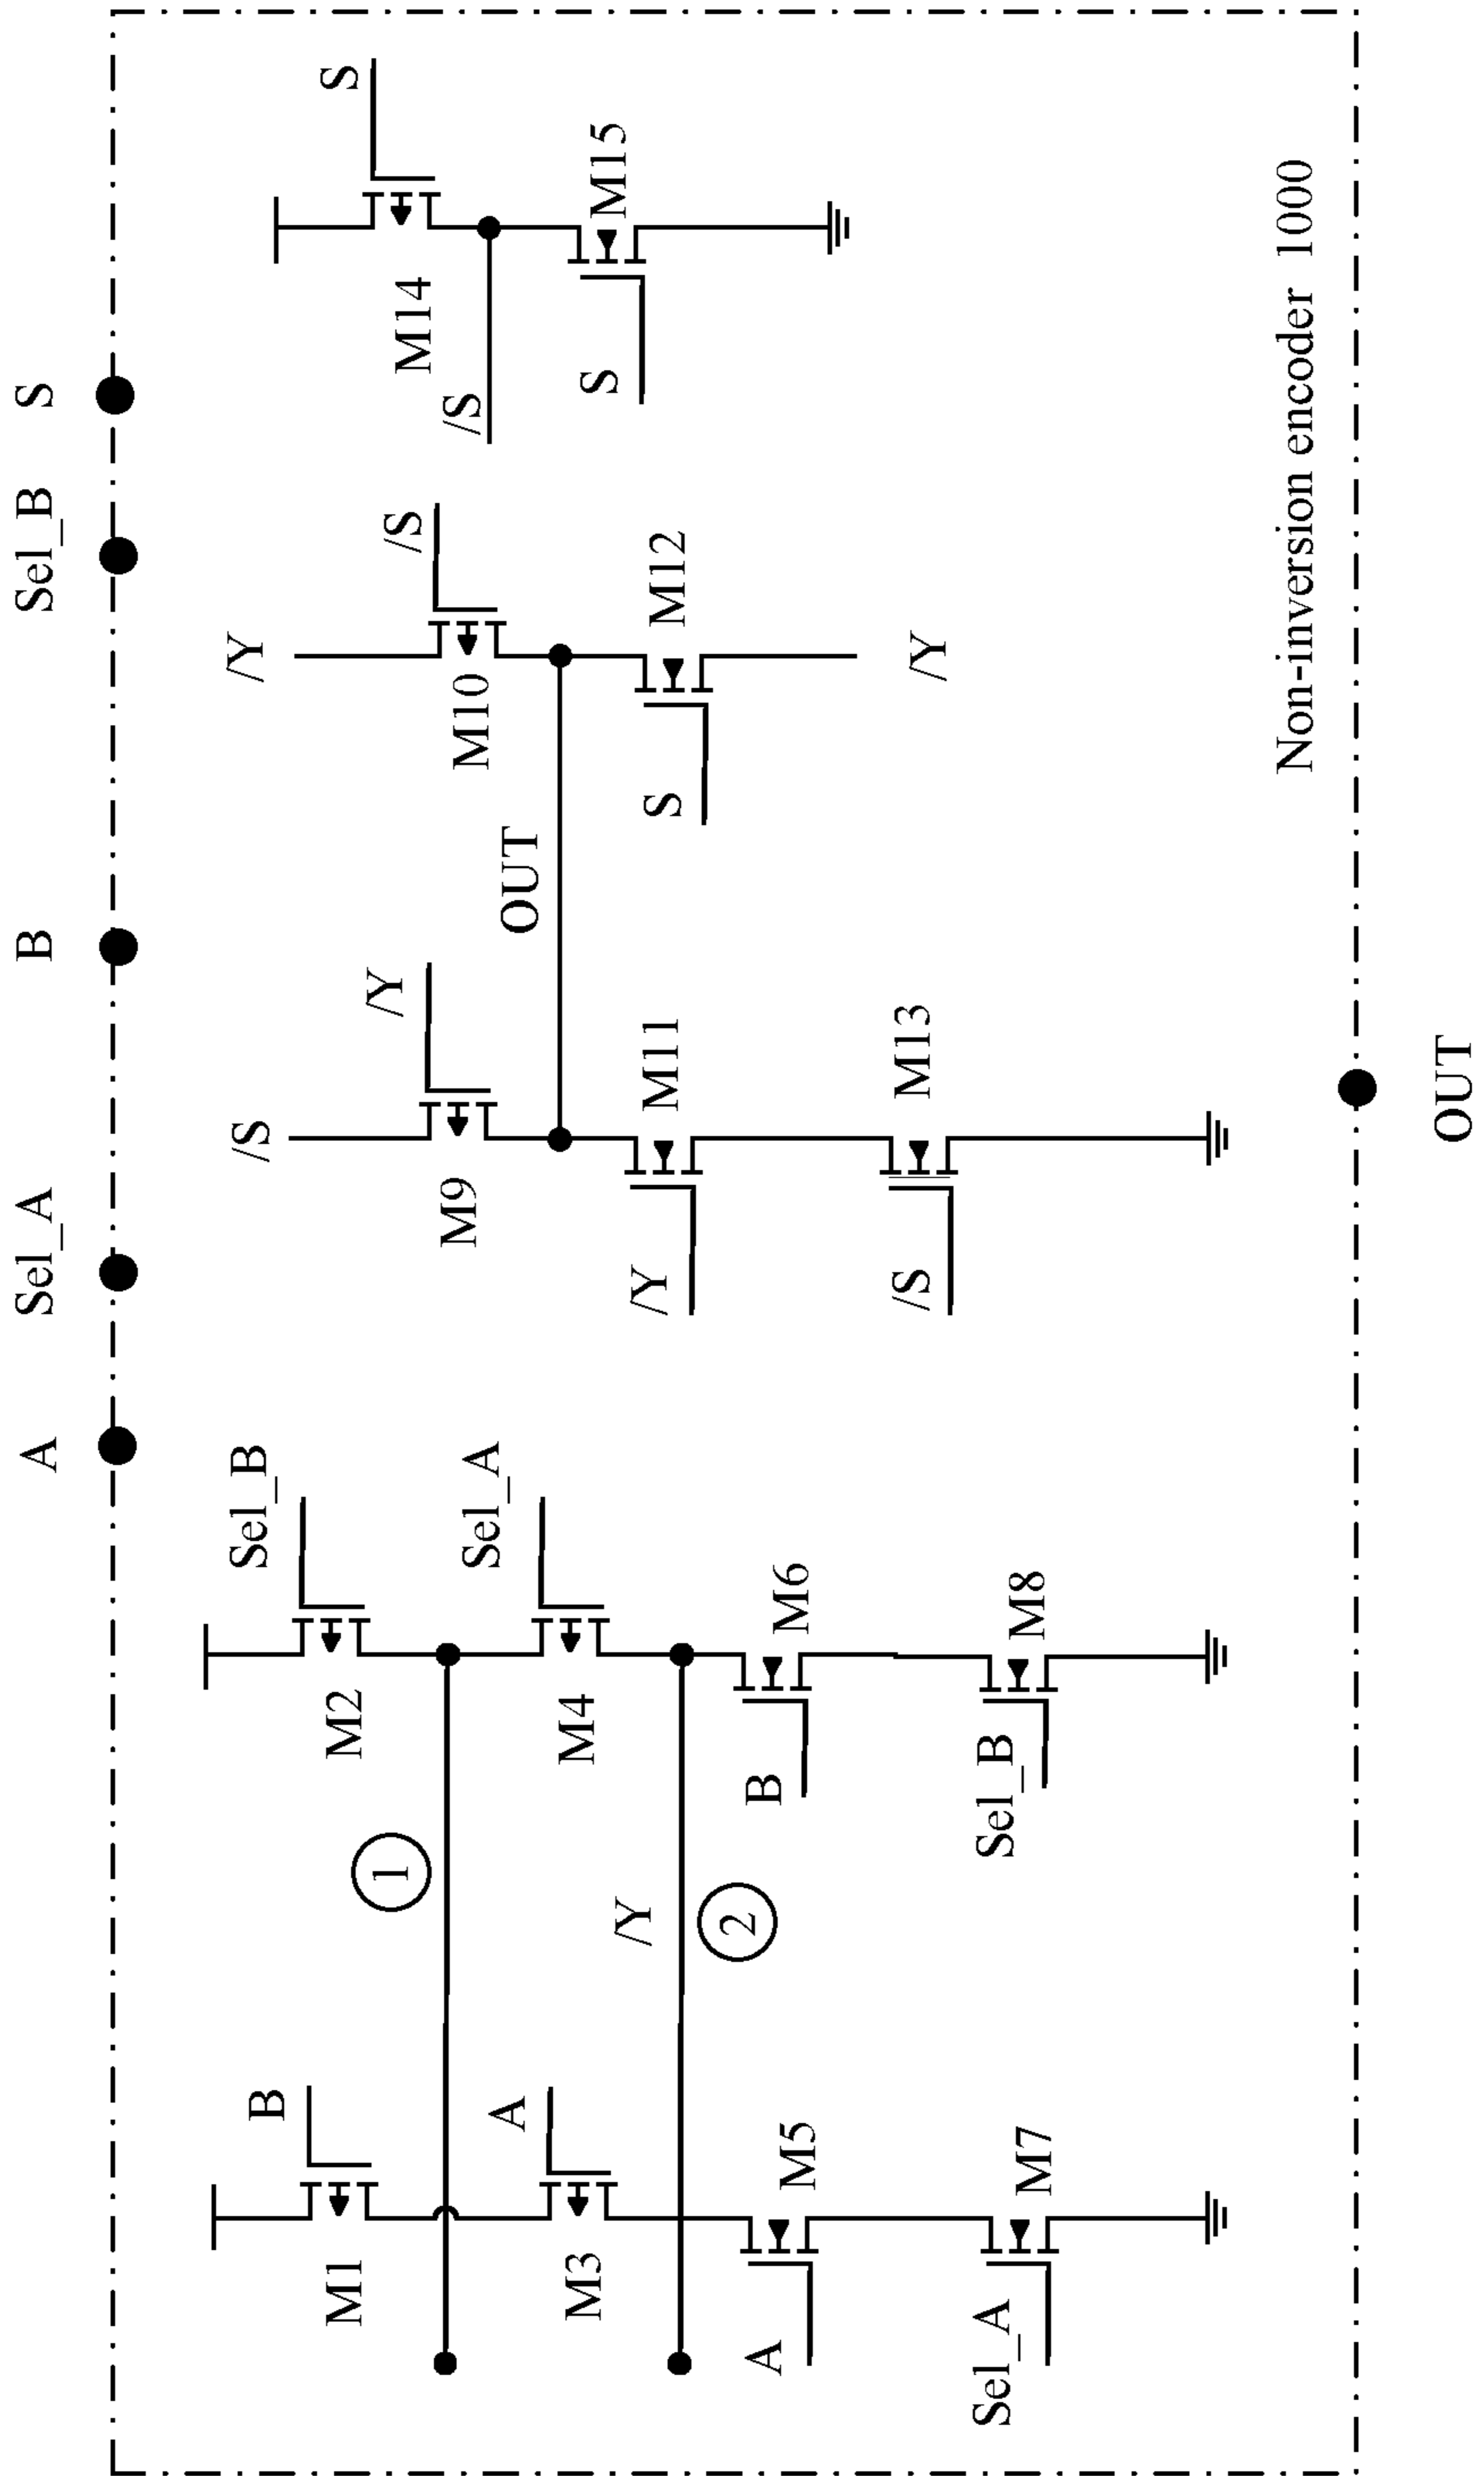 A
Sel_A
B
Sel_B
S
B
Sel_B
/S
/Y
S
M1
M2
1
/Y
/S
M14
A
Sel_A
M9
M10
/S
OUT
M3
M4
S
M15
/Y
/Y
M11
S
M12
2
A
M5
B
M6
/S
M13
/Y
Sel_A
M7
Sel_B
M8
Non-inversion encoder 1000
OUT